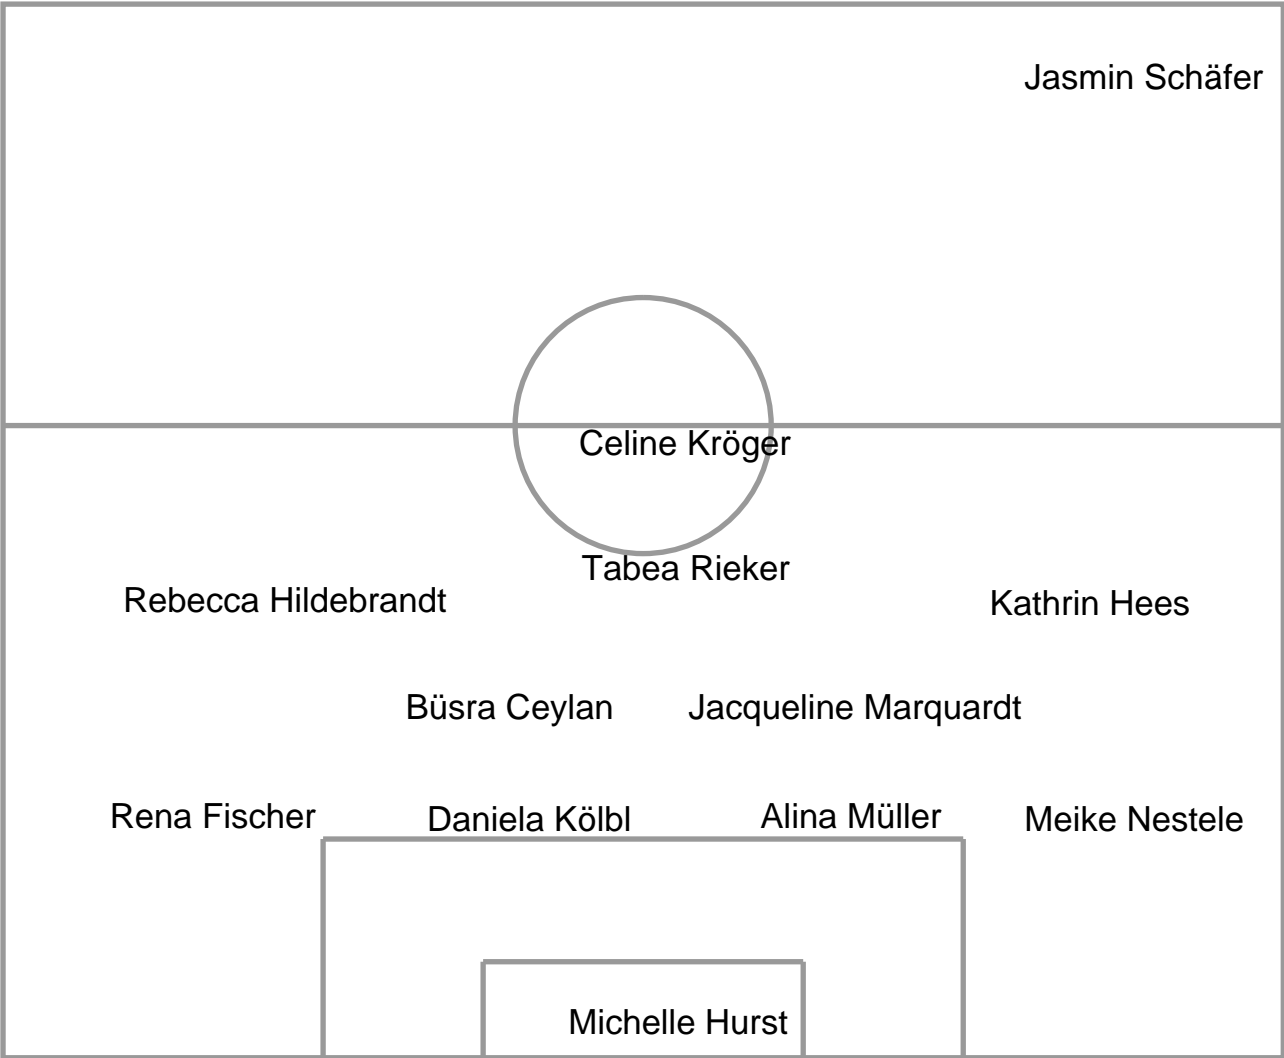 Jasmin Schäfer
Celine Kröger
Tabea Rieker
Rebecca Hildebrandt
Kathrin Hees
Büsra Ceylan
Jacqueline Marquardt
Rena Fischer
Daniela Kölbl
Alina Müller
Meike Nestele
Michelle Hurst